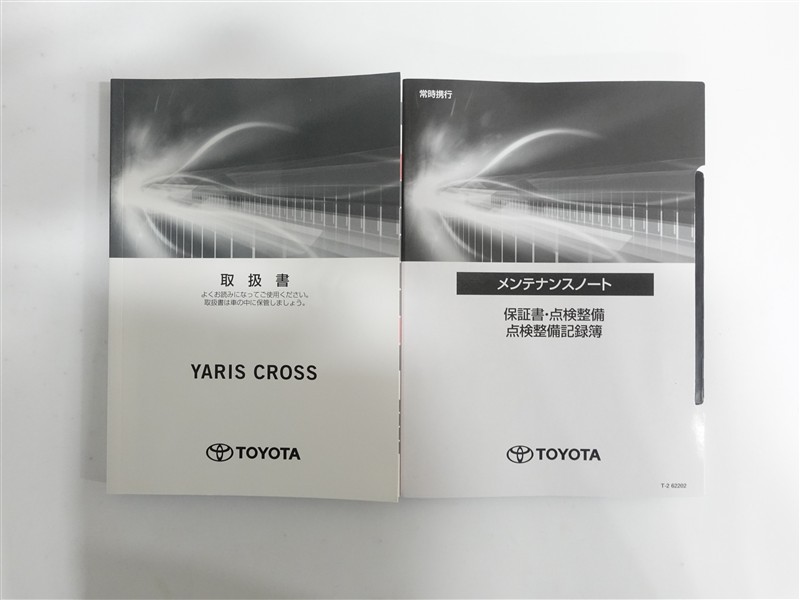 取扱書
よくお読みになってご使用ください。
取扱書は車の中に保管しましょう。
YARIS CROSS
TOYOTA
常時携行
メンテナンスノート
保証書・点検整備
点検整備記録簿
TOYOTA
T-2 62202